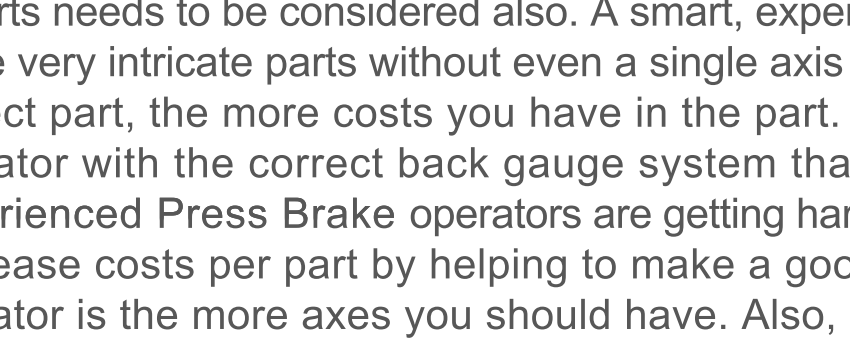 rts needs to be considered also. A smart, exper
e very intricate parts without even a single axis
ect part, the more costs you have in the part.
ator with the correct back gauge system tha
rienced Press Brake operators are getting har
ease costs per part by helping to make a goo
ator is the more axes you should have. Also,